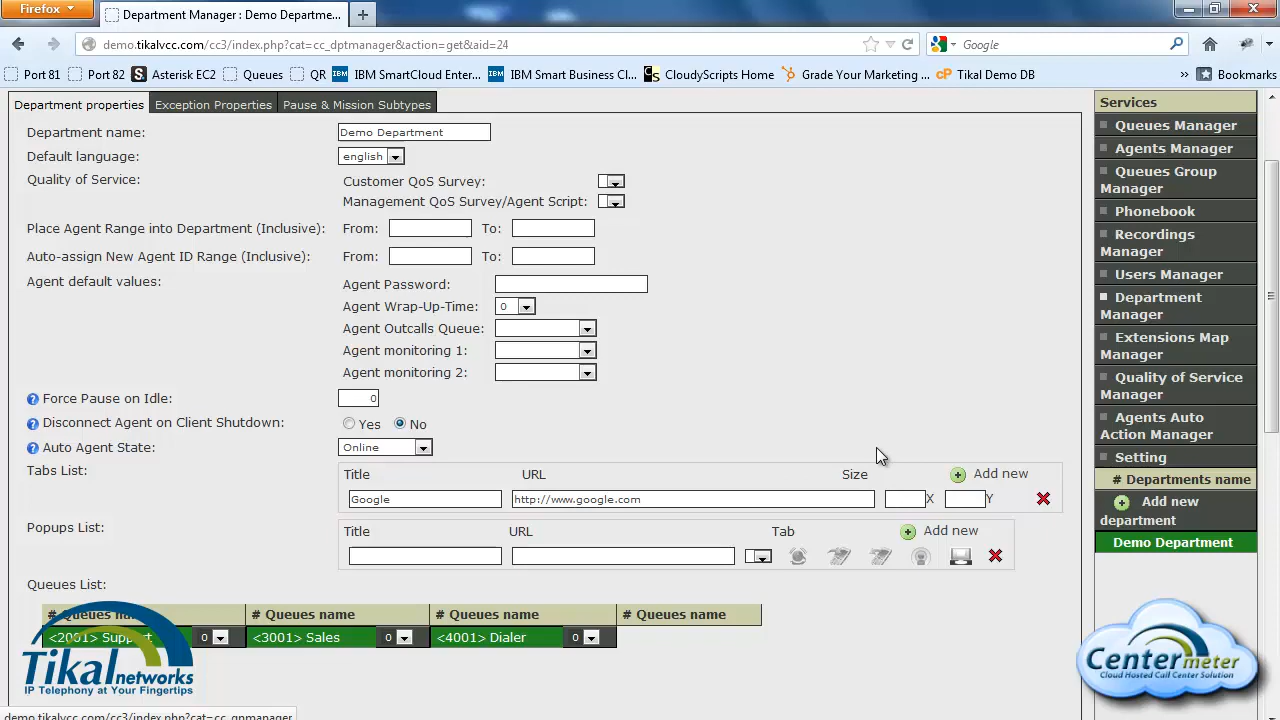 Firefox
Department Manager : Demo Departme...
demo.tikalvcc.com/cc3/index.php?cat=cc_dptmanager&action=get&aid=24
Google
Port 81 Port 82 Asterisk EC2 Queues QR IBM SmartCloud Enter... IBM Smart Business Cl... CloudyScripts Home Grade Your Marketing ... Tikal Demo DB » Bookmarks
Department properties Exception Properties Pause & Mission Subtypes
Department name: Demo Department
Default language: english
Quality of Service: Customer QoS Survey:
Management QoS Survey/Agent Script:
Place Agent Range into Department (Inclusive): From: To:
Auto-assign New Agent ID Range (Inclusive): From: To:
Agent default values: Agent Password:
Agent Wrap-Up-Time: 0
Agent Outcalls Queue:
Agent monitoring 1:
Agent monitoring 2:
Force Pause on Idle: 0
Disconnect Agent on Client Shutdown: Yes No
Auto Agent State: Online
Tabs List: Title URL Size Add new
Google http://www.google.com X Y
Popups List: Title URL Tab Add new
Queues List:
# Queues name # Queues name # Queues name # Queues name
<2001> Support 0 <3001> Sales 0 <4001> Dialer 0
Services
Queues Manager
Agents Manager
Queues Group
Manager
Phonebook
Recordings
Manager
Users Manager
Department
Manager
Extensions Map
Manager
Quality of Service
Manager
Agents Auto
Action Manager
Setting
# Departments name
Add new
department
Demo Department
Tikal networks
IP Telephony at Your Fingertips
Centermeter
Cloud Hosted Call Center Solution
demo.tikalvcc.com/cc3/index.php?cat=cc_qnmanager